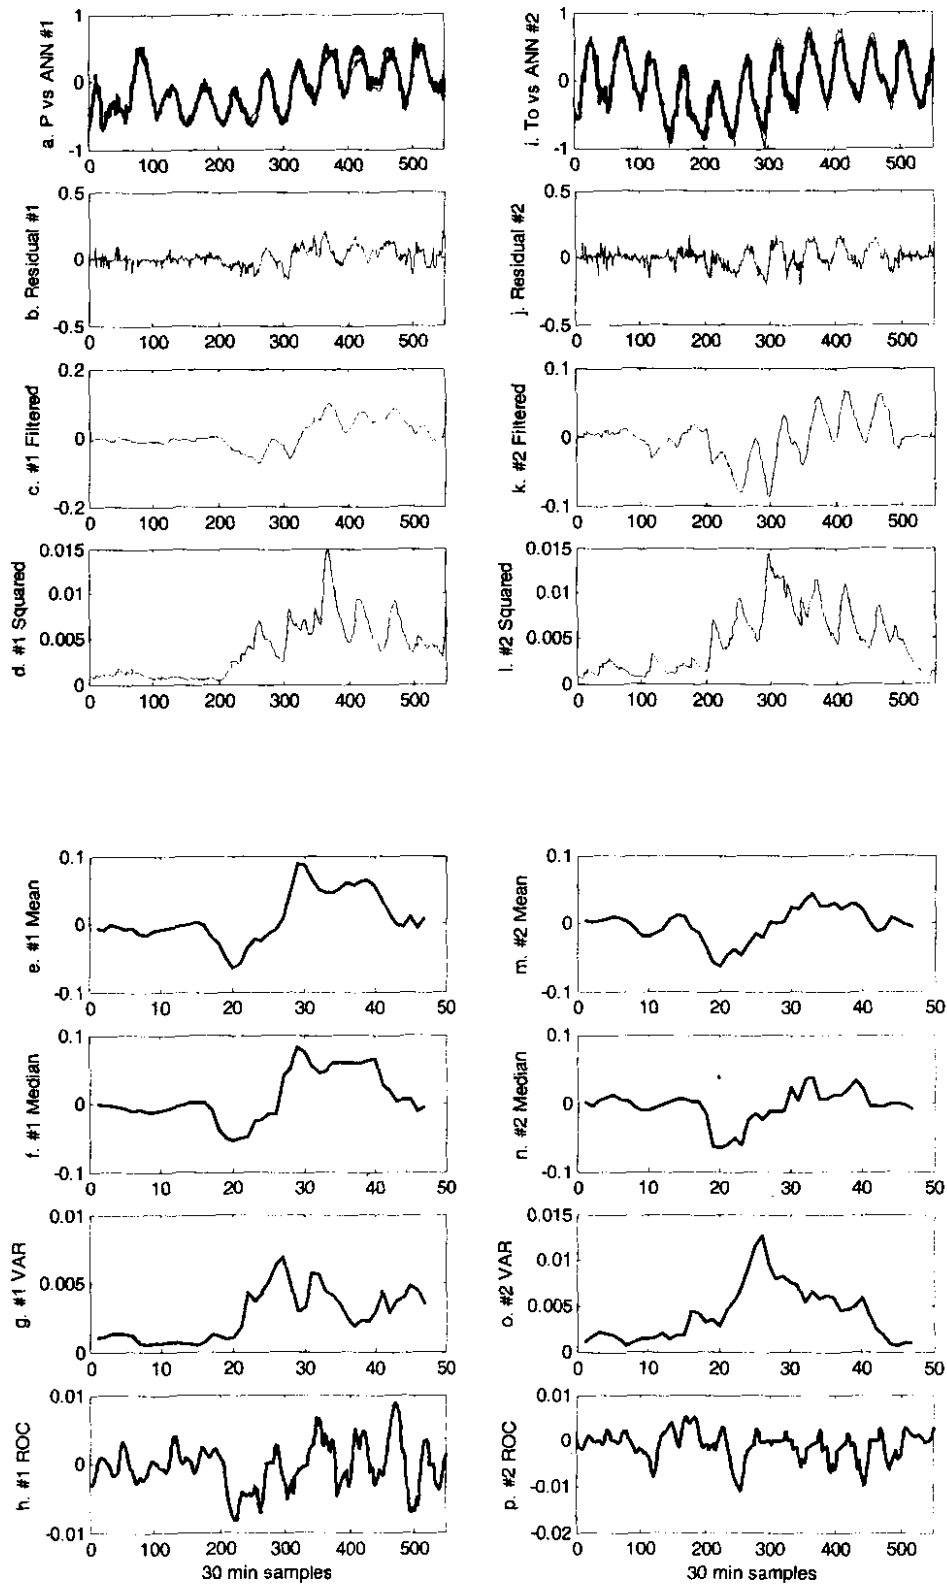 a. P vs ANN #1
1
0
-1
0 100 200 300 400 500
i. To vs ANN #2
1
0
-1
0 100 200 300 400 500
b. Residual #1
0.5
0
-0.5
0 100 200 300 400 500
j. Residual #2
0.5
0
-0.5
0 100 200 300 400 500
c. #1 Filtered
0.2
0
-0.2
0 100 200 300 400 500
k. #2 Filtered
0.1
0
-0.1
0 100 200 300 400 500
d. #1 Squared
0.015
0.01
0.005
0
0 100 200 300 400 500
l. #2 Squared
0.015
0.01
0.005
0
0 100 200 300 400 500
e. #1 Mean
0.1
0
-0.1
0 10 20 30 40 50
m. #2 Mean
0.1
0
-0.1
0 10 20 30 40 50
f. #1 Median
0.1
0
-0.1
0 10 20 30 40 50
n. #2 Median
0.1
0
-0.1
0 10 20 30 40 50
g. #1 VAR
0.01
0.005
0
0 10 20 30 40 50
o. #2 VAR
0.015
0.01
0.005
0
0 10 20 30 40 50
h. #1 ROC
0.01
0
-0.01
0 100 200 300 400 500
30 min samples
p. #2 ROC
0.01
0
-0.01
-0.02
0 100 200 300 400 500
30 min samples